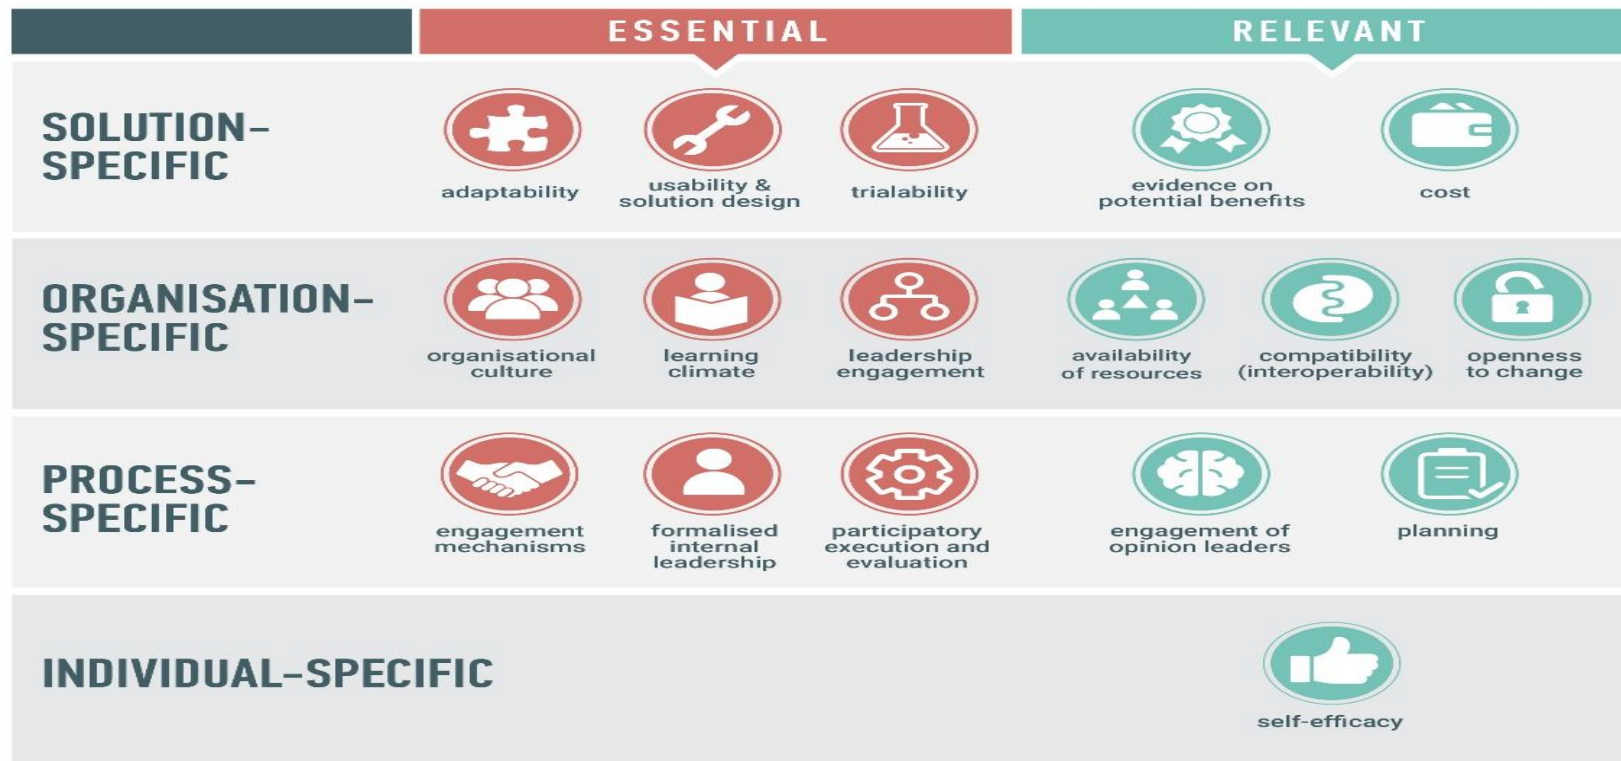 ESSENTIAL
RELEVANT
SOLUTION–
SPECIFIC
adaptability
usability &
solution design
trialability
evidence on
potential benefits
cost
ORGANISATION–
SPECIFIC
organisational
culture
learning
climate
leadership
engagement
availability
of resources
compatibility
(interoperability)
openness
to change
PROCESS–
SPECIFIC
engagement
mechanisms
formalised
internal
leadership
participatory
execution and
evaluation
engagement of
opinion leaders
planning
INDIVIDUAL–SPECIFIC
self-efficacy